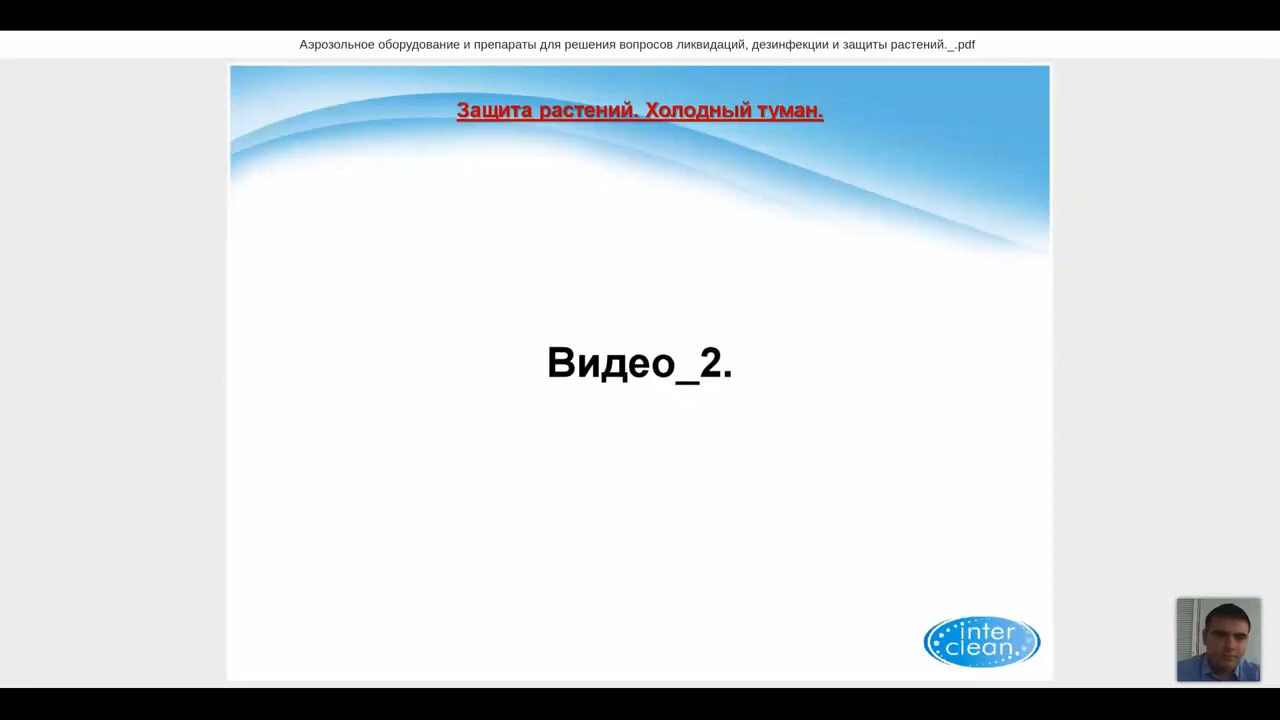 Аэрозольное оборудование и препараты для решения вопросов ликвидаций, дезинфекции и защиты растений._.pdf
Защита растений. Холодный туман.
Видео_2.
inter
clean.